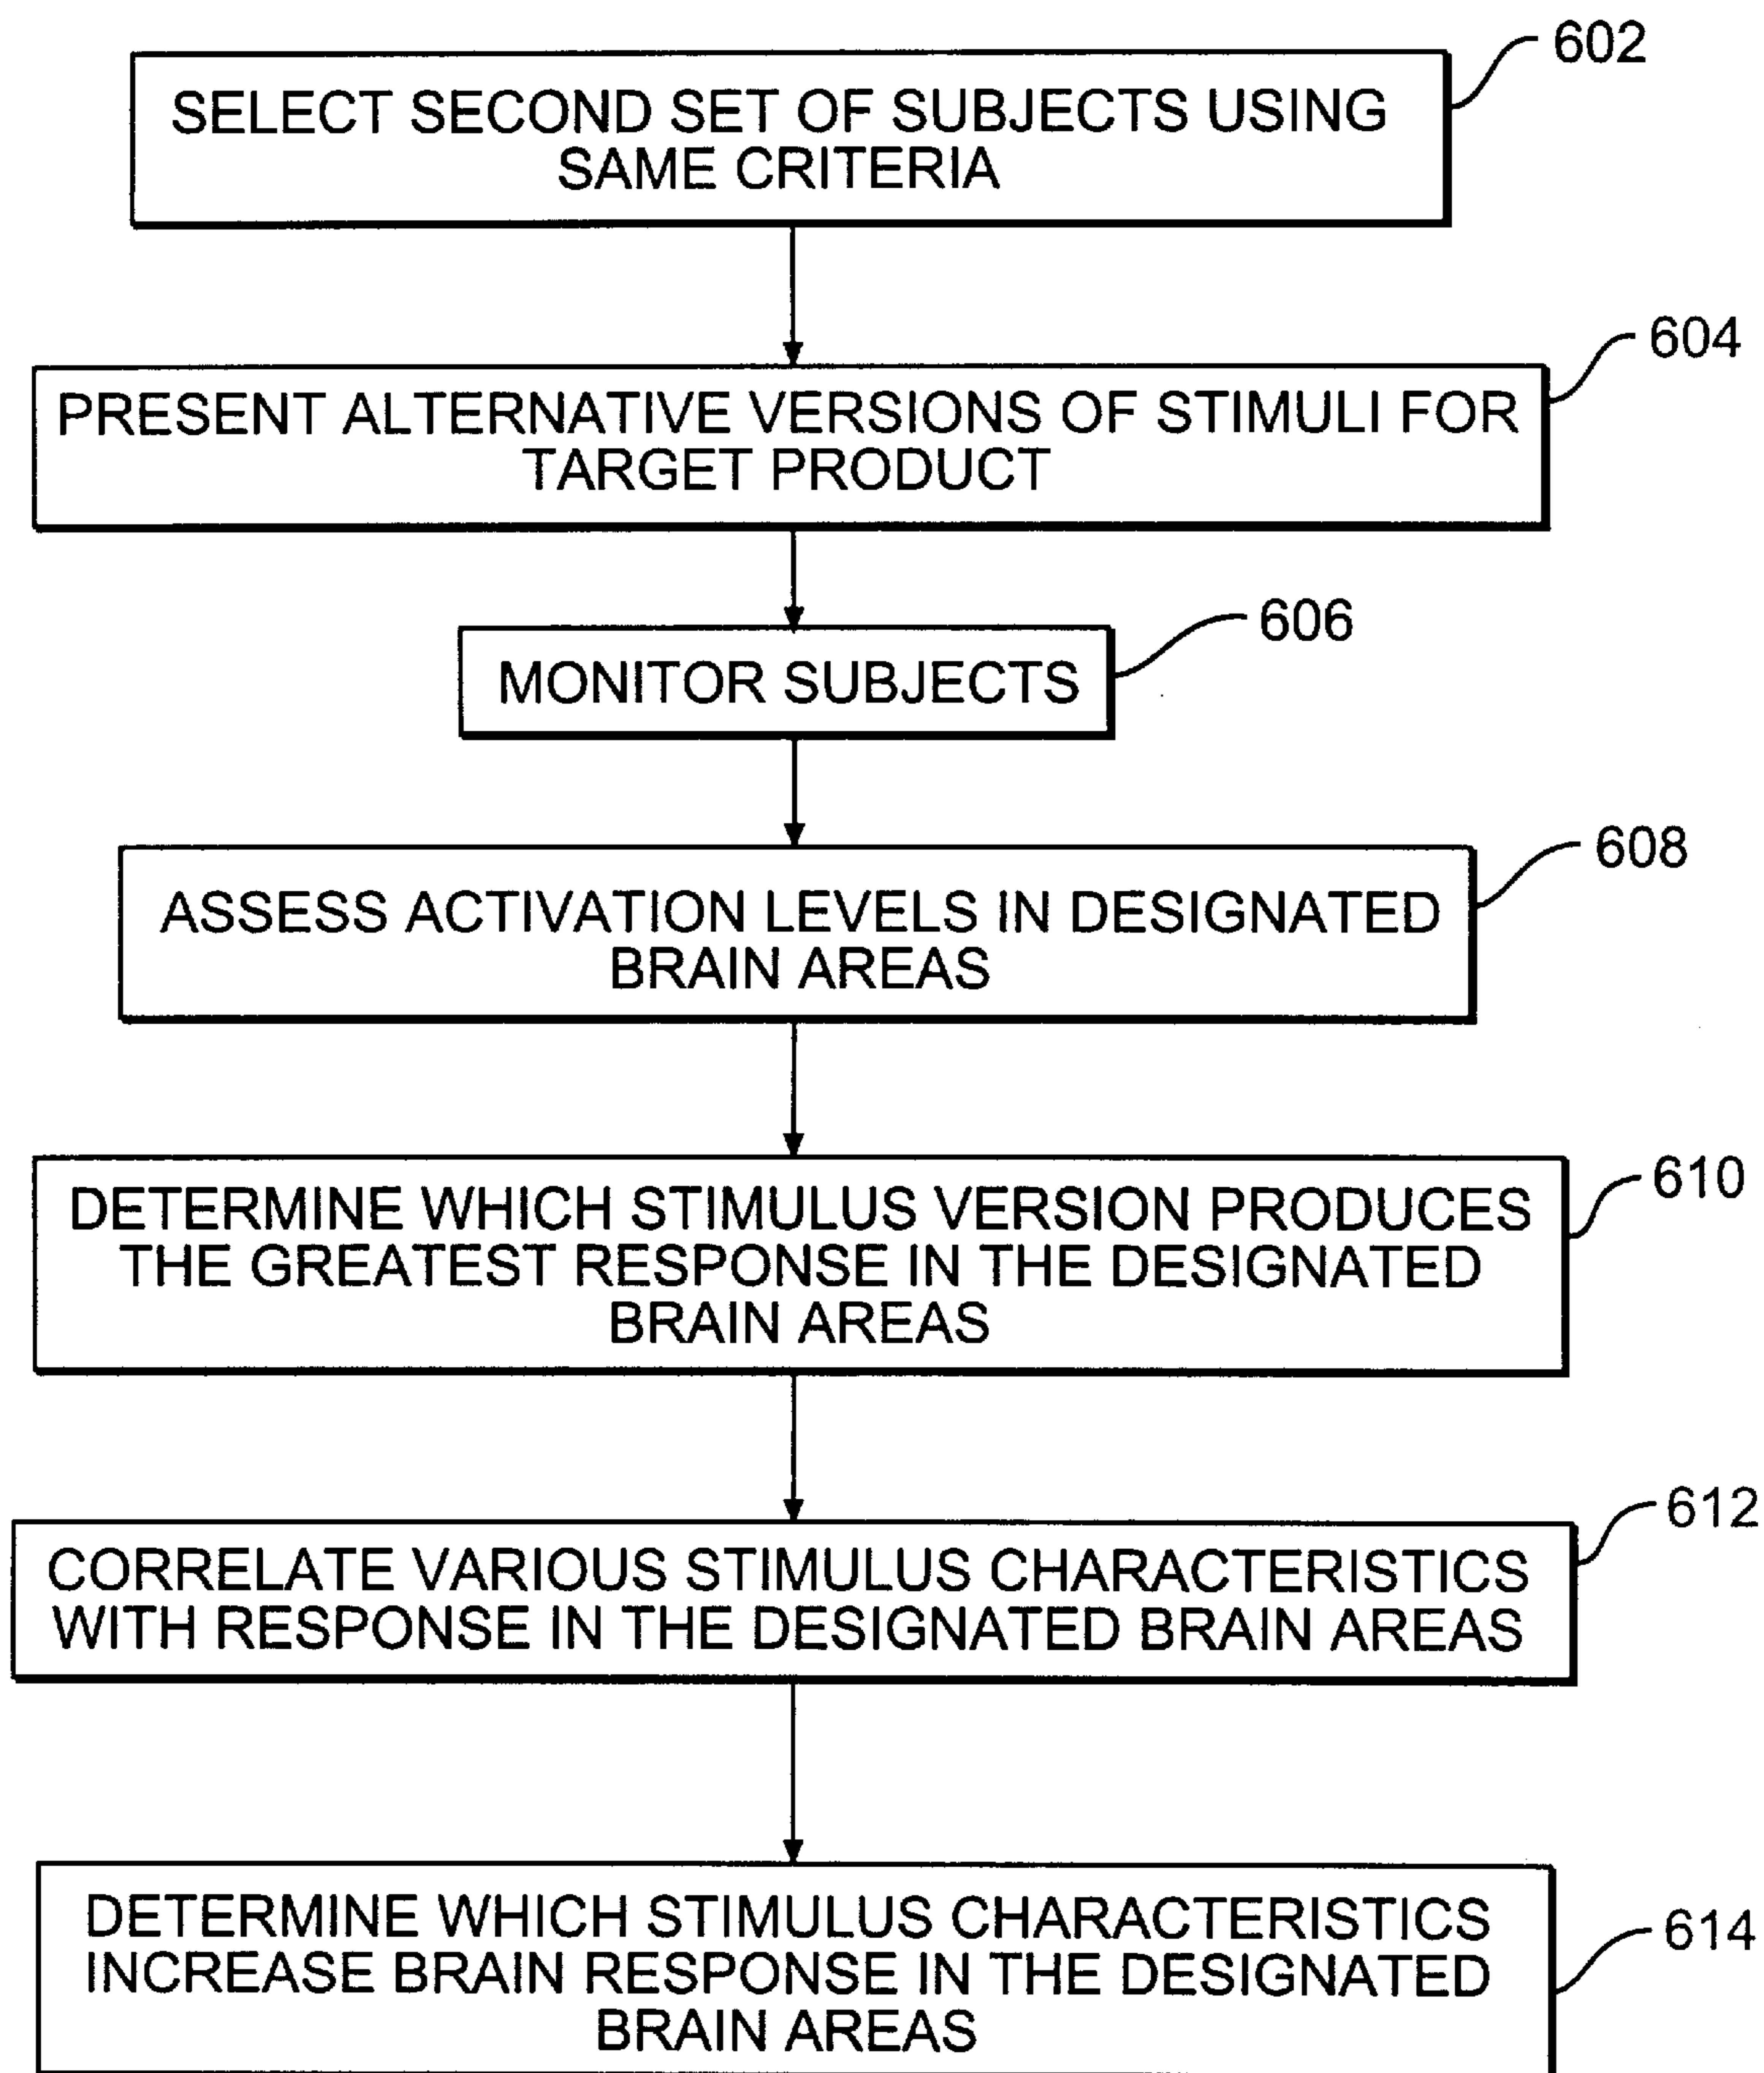 602
SELECT SECOND SET OF SUBJECTS USING
SAME CRITERIA
604
PRESENT ALTERNATIVE VERSIONS OF STIMULI FOR
TARGET PRODUCT
606
MONITOR SUBJECTS
608
ASSESS ACTIVATION LEVELS IN DESIGNATED
BRAIN AREAS
610
DETERMINE WHICH STIMULUS VERSION PRODUCES
THE GREATEST RESPONSE IN THE DESIGNATED
BRAIN AREAS
612
CORRELATE VARIOUS STIMULUS CHARACTERISTICS
WITH RESPONSE IN THE DESIGNATED BRAIN AREAS
614
DETERMINE WHICH STIMULUS CHARACTERISTICS
INCREASE BRAIN RESPONSE IN THE DESIGNATED
BRAIN AREAS